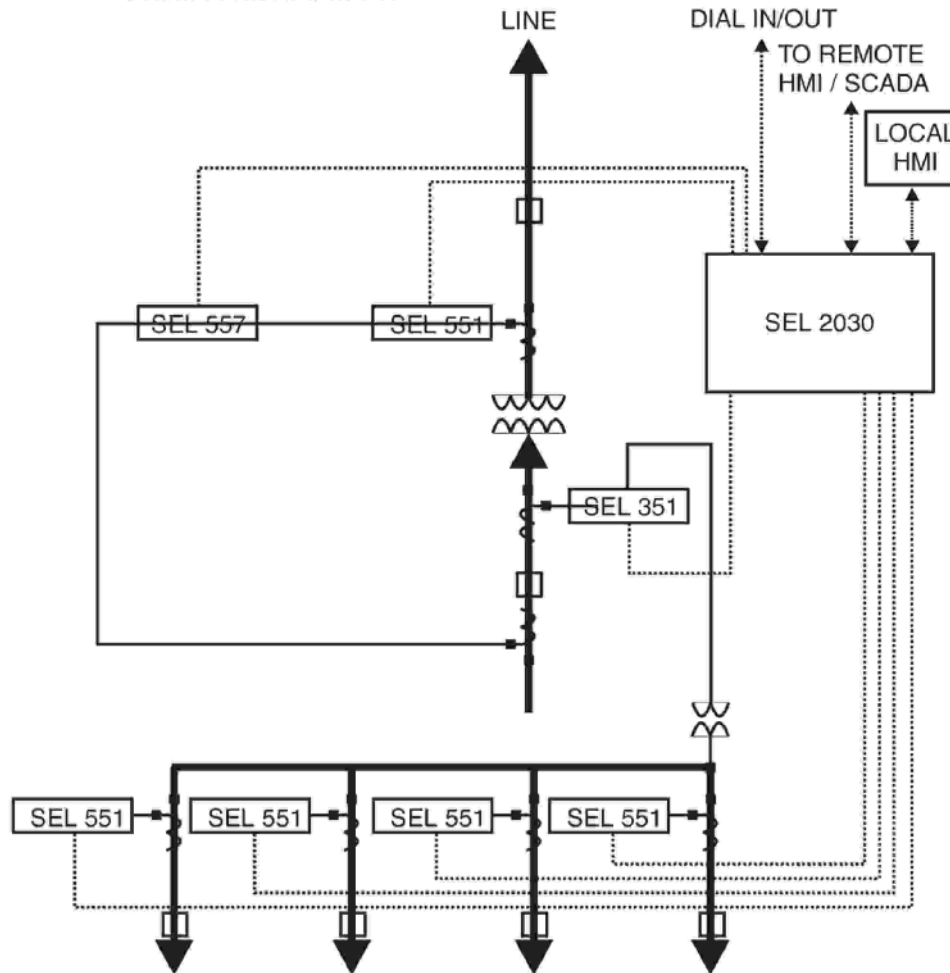 LINE
DIAL IN/OUT
TO REMOTE
HMI / SCADA
LOCAL
HMI
SEL 557
SEL 551
SEL 2030
SEL 351
SEL 551
SEL 551
SEL 551
SEL 551